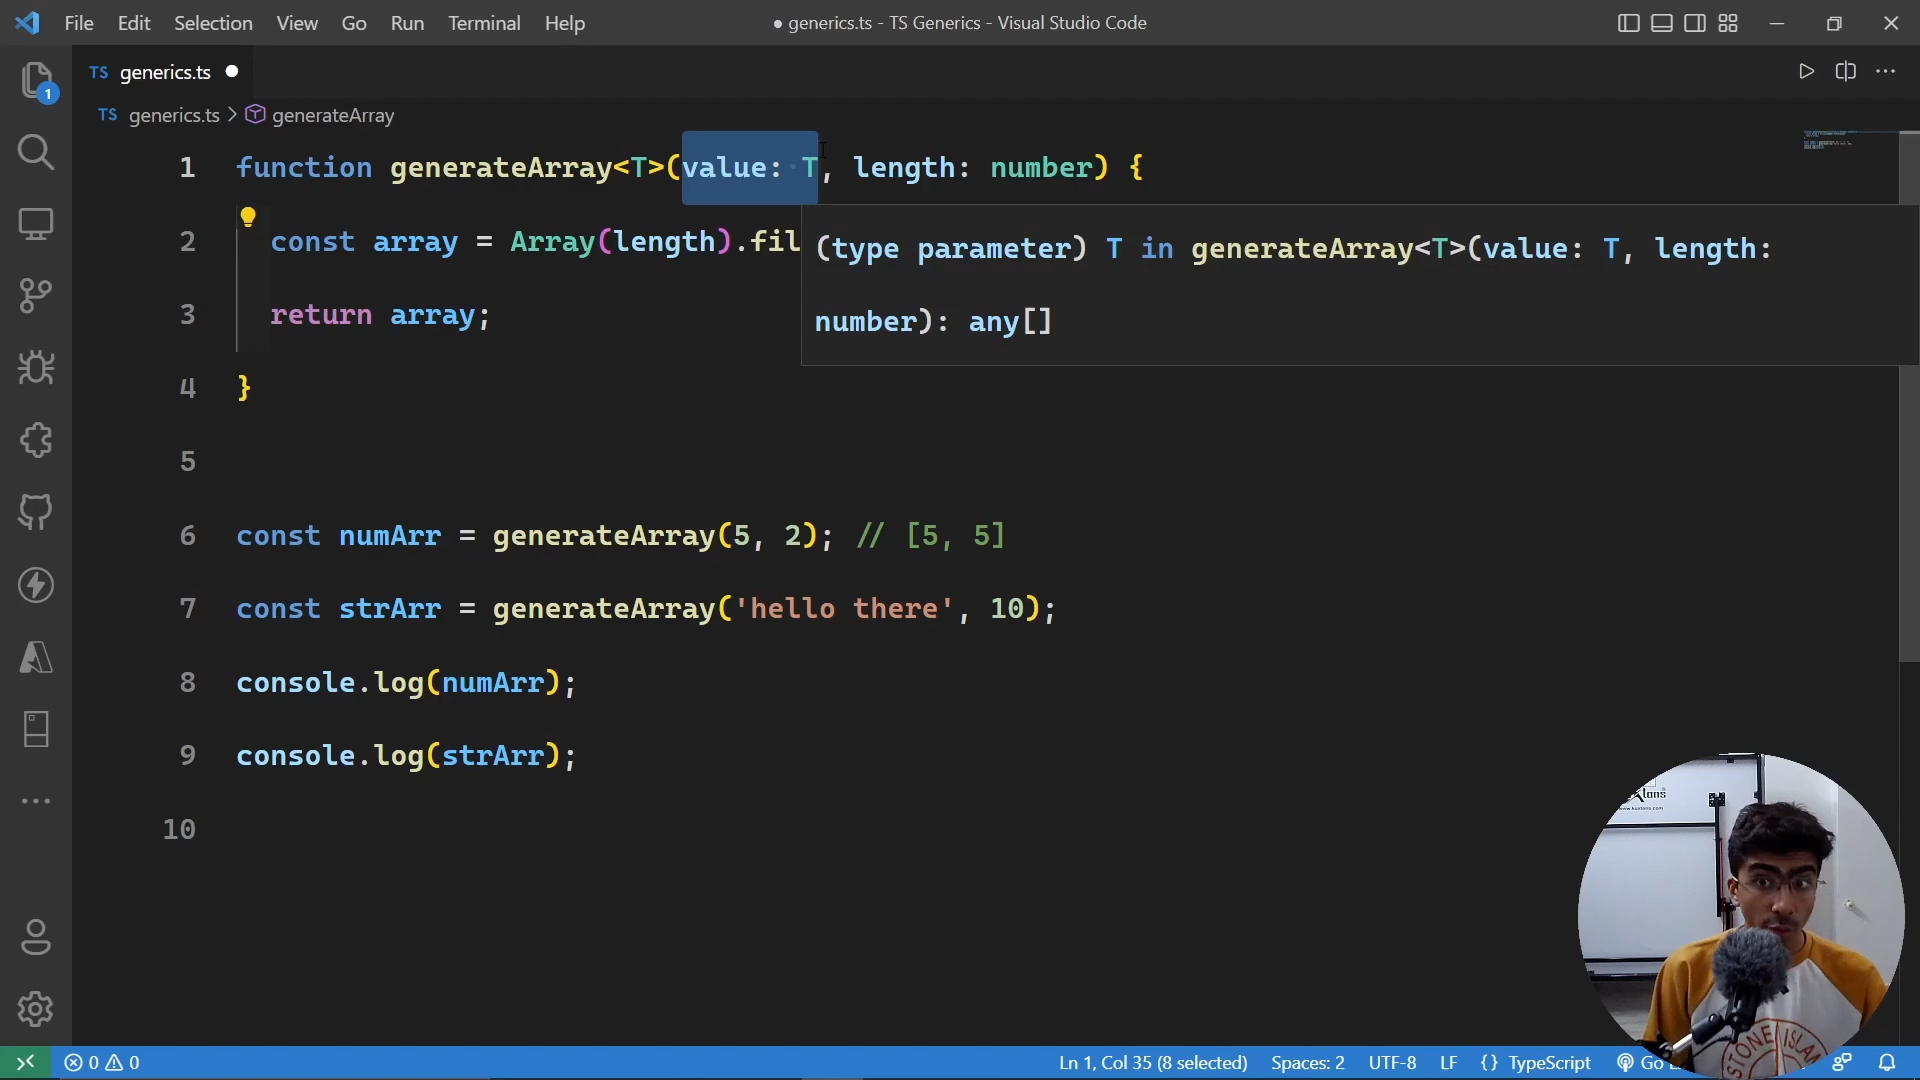 File Edit Selection View Go Run Terminal Help
● generics.ts - TS Generics - Visual Studio Code
TS generics.ts ●
1
TS generics.ts > generateArray
1 function generateArray<T>(value: T, length: number) {
2 const array = Array(length).fil
3 return array;
4 }
(type parameter) T in generateArray<T>(value: T, length:
number): any[]
5
6 const numArr = generateArray(5, 2); // [5, 5]
7 const strArr = generateArray('hello there', 10);
8 console.log(numArr);
9 console.log(strArr);
10
STONE ISLA
0 0
Ln 1, Col 35 (8 selected) Spaces: 2 UTF-8 LF {} TypeScript Go